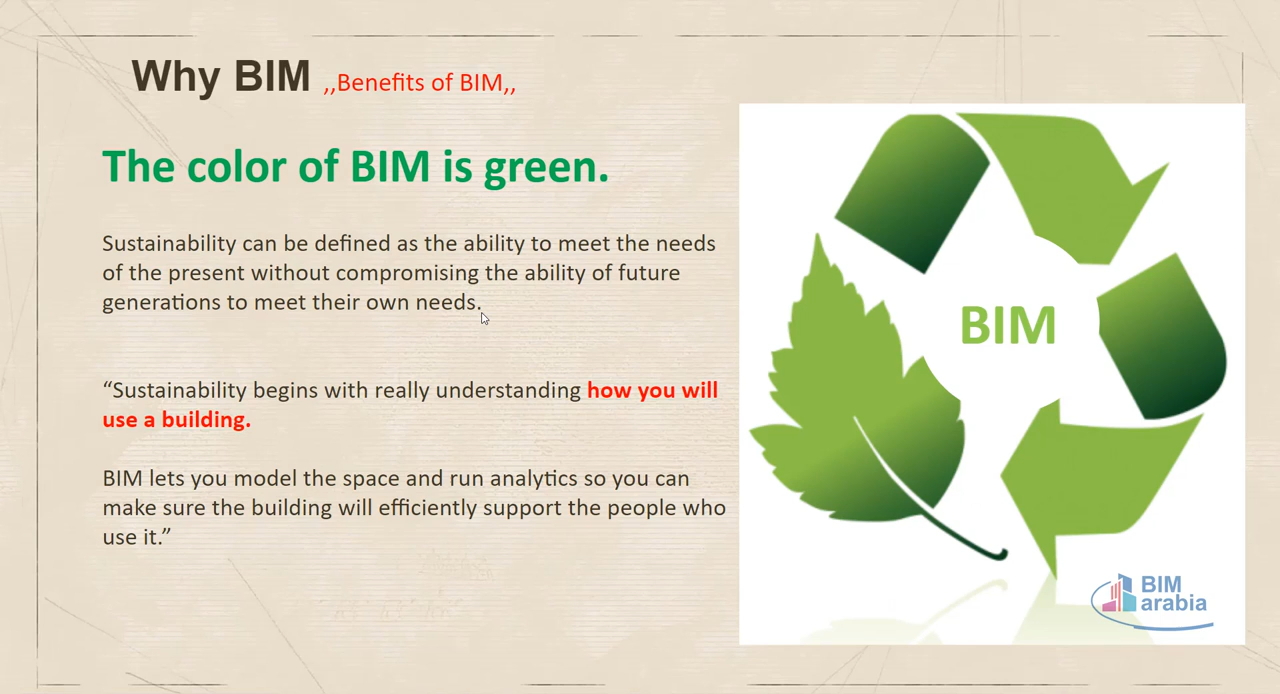 Why BIM ,,Benefits of BIM,,
The color of BIM is green.
Sustainability can be defined as the ability to meet the needs
of the present without compromising the ability of future
generations to meet their own needs.
“Sustainability begins with really understanding how you will
use a building.
BIM lets you model the space and run analytics so you can
make sure the building will efficiently support the people who
use it.”
BIM
BIM
arabia